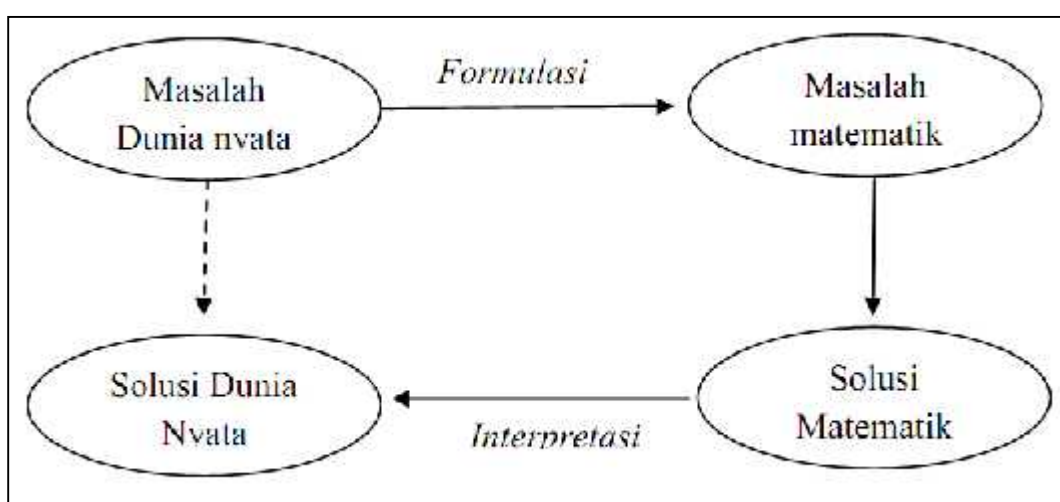 Masalah
Dunia nyata
Formulasi
Masalah
matematik
Solusi Dunia
Nyata
Interpretasi
Solusi
Matematik